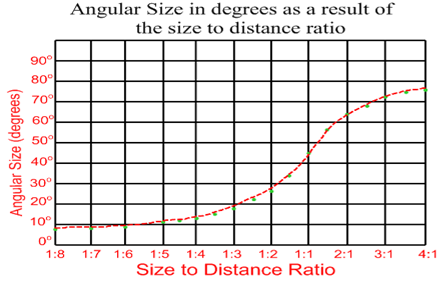 Angular Size in degrees as a result of
the size to distance ratio
90°
80°
70°
60°
50°
40°
30°
20°
10°
0°
Angular Size (degrees)
1:8 1:7 1:6 1:5 1:4 1:3 1:2 1:1 2:1 3:1 4:1
Size to Distance Ratio